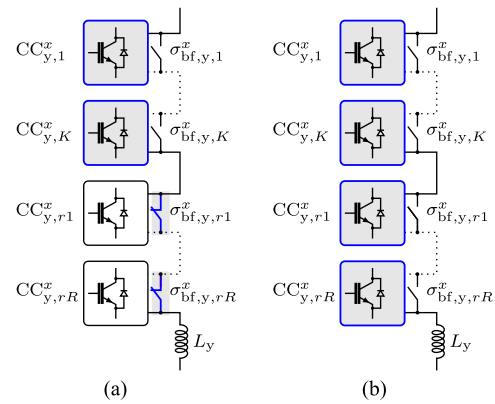 CC^x_{y,1} σ^x_{bf,y,1} CC^x_{y,1} σ^x_{bf,y,1}
CC^x_{y,K} σ^x_{bf,y,K} CC^x_{y,K} σ^x_{bf,y,K}
CC^x_{y,r1} σ^x_{bf,y,r1} CC^x_{y,r1} σ^x_{bf,y,r1}
CC^x_{y,rR} σ^x_{bf,y,rR} CC^x_{y,rR} σ^x_{bf,y,rR}
L_y L_y
(a) (b)